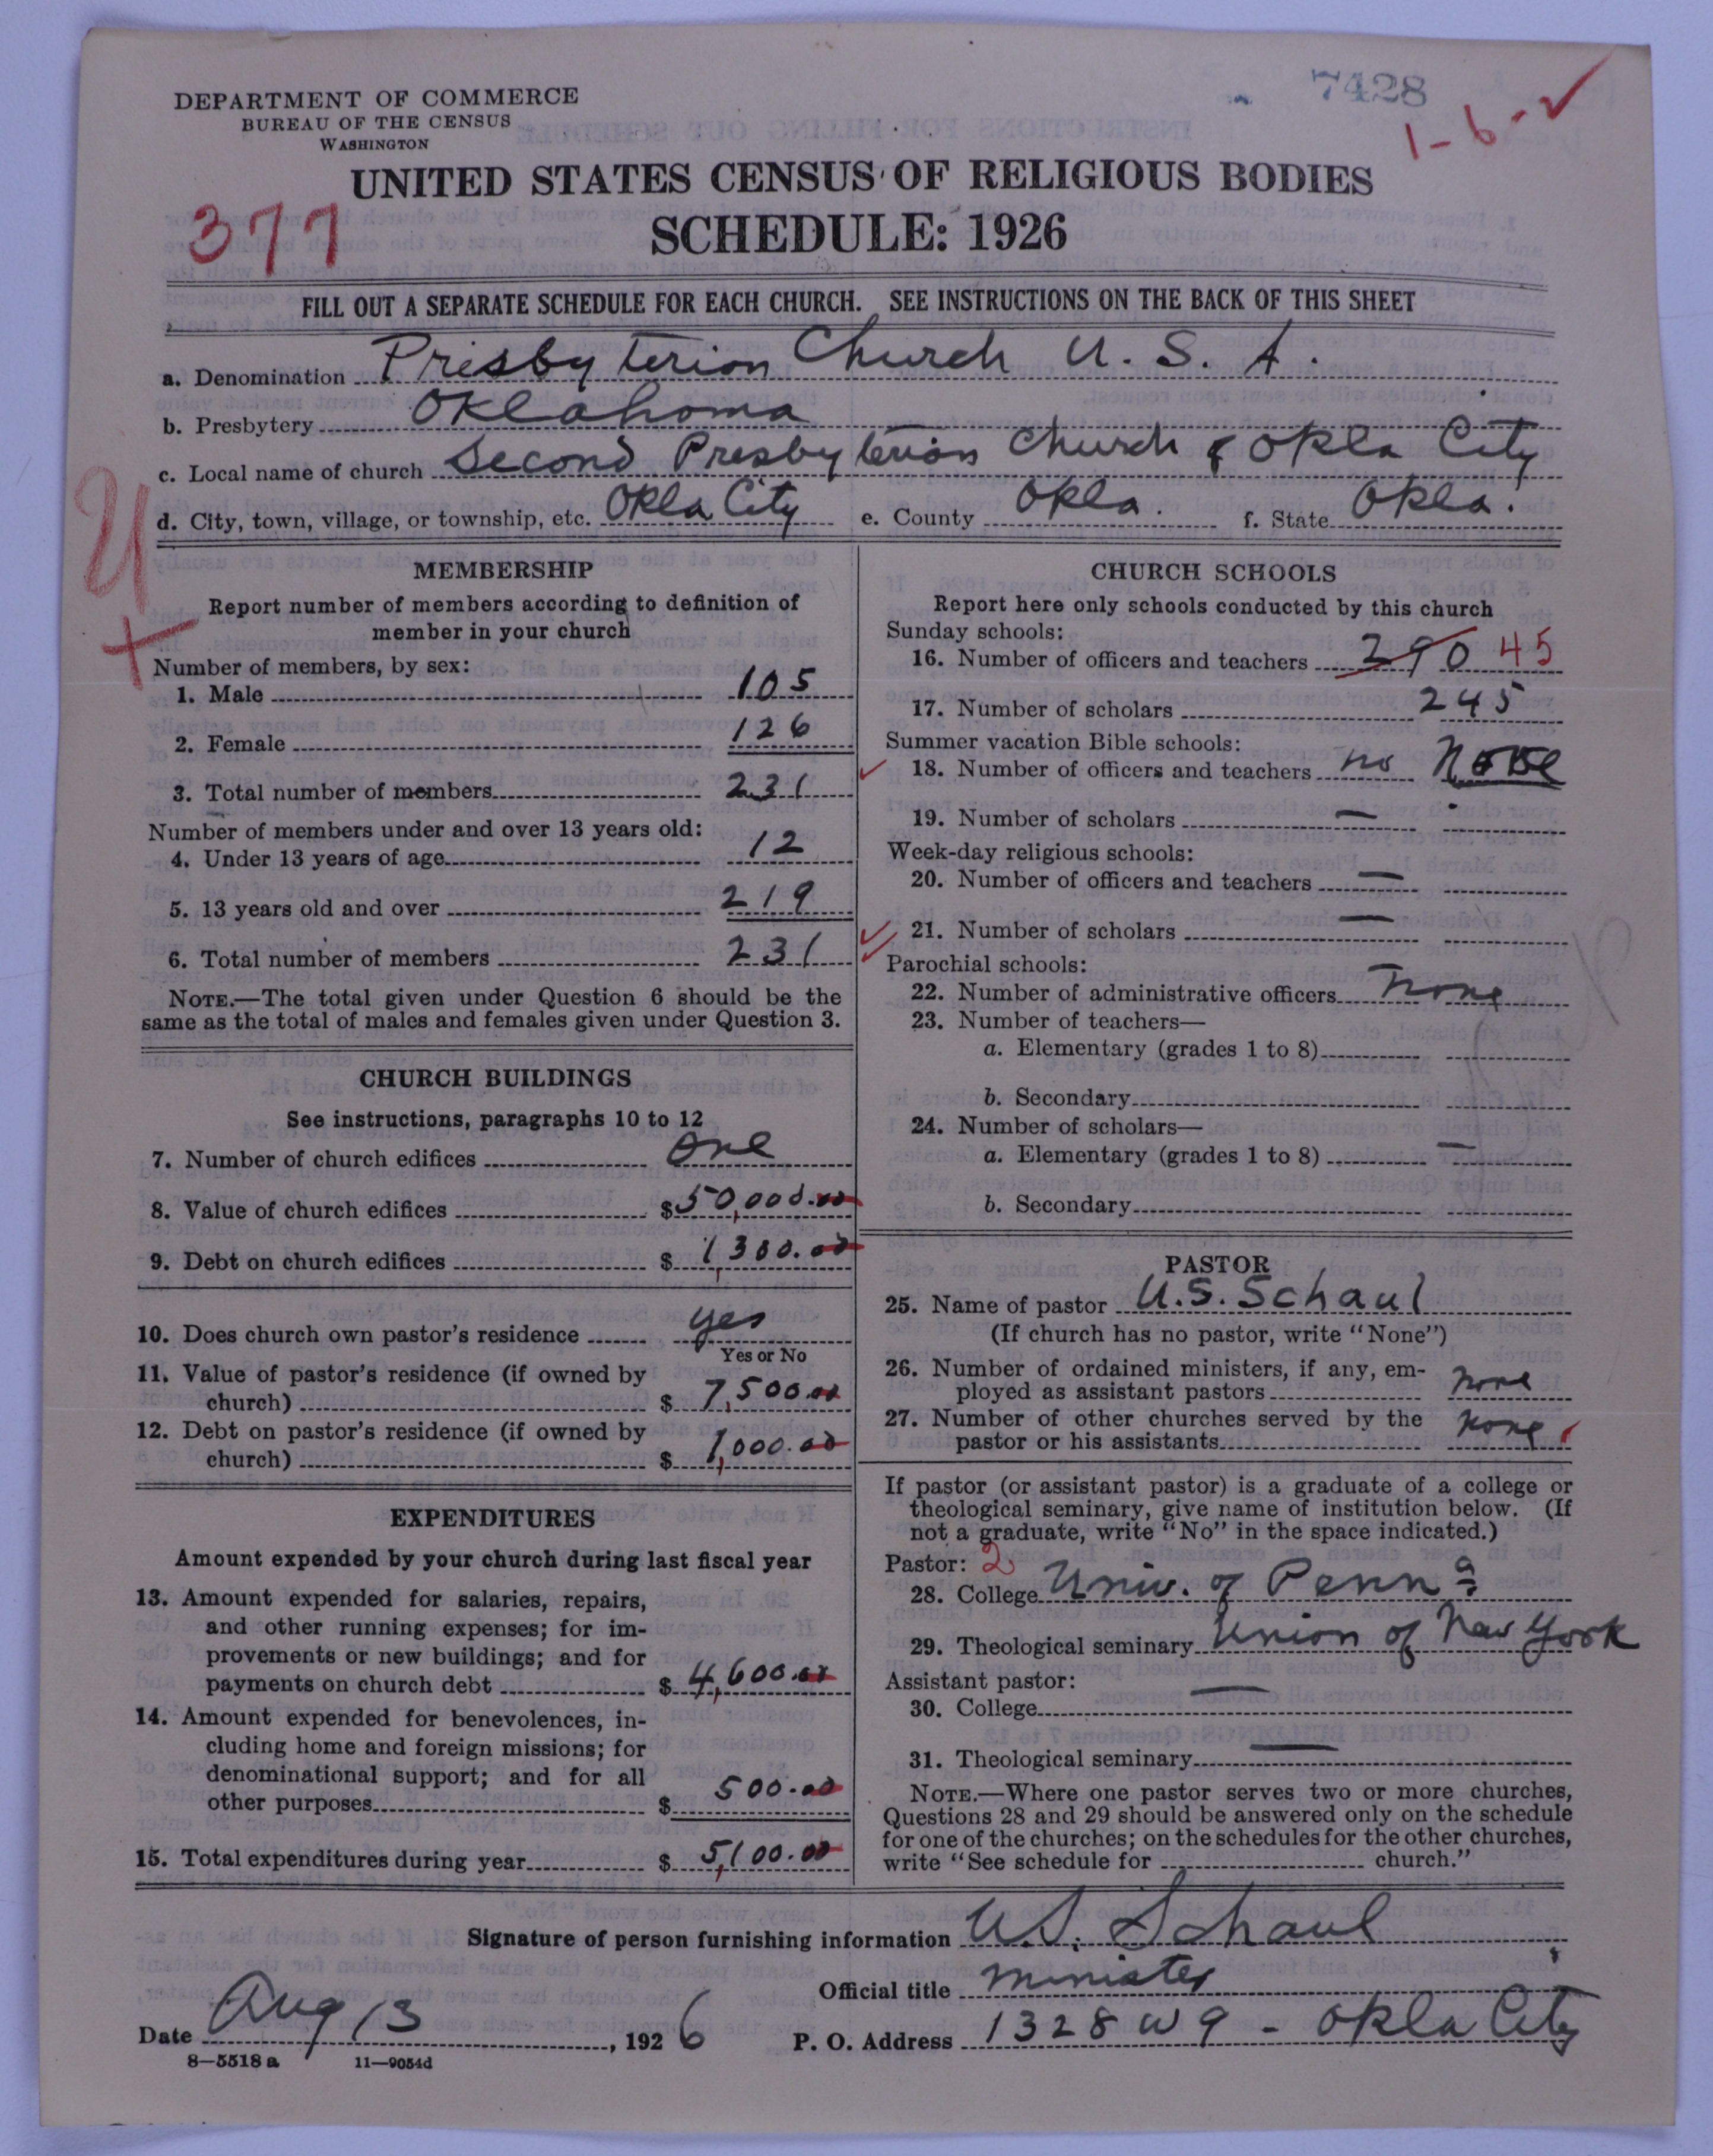 7428
1-6-✓
DEPARTMENT OF COMMERCE
BUREAU OF THE CENSUS
WASHINGTON
UNITED STATES CENSUS OF RELIGIOUS BODIES
377
SCHEDULE: 1926
FILL OUT A SEPARATE SCHEDULE FOR EACH CHURCH. SEE INSTRUCTIONS ON THE BACK OF THIS SHEET
a. Denomination Presbyterion Church U. S. A.
b. Presbytery Oklahoma
c. Local name of church Second Presbyterion Church of Okla City
d. City, town, village, or township, etc. Okla City e. County Okla. f. State Okla.
MEMBERSHIP
Report number of members according to definition of
member in your church
Number of members, by sex:
1. Male 105
2. Female 126
3. Total number of members 231
Number of members under and over 13 years old:
4. Under 13 years of age 12
5. 13 years old and over 219
6. Total number of members 231
NOTE.—The total given under Question 6 should be the
same as the total of males and females given under Question 3.
CHURCH BUILDINGS
See instructions, paragraphs 10 to 12
7. Number of church edifices one
8. Value of church edifices $50,000.00
9. Debt on church edifices $ 1,300.00
10. Does church own pastor's residence yes
Yes or No
11. Value of pastor's residence (if owned by
church) $ 7,500.00
12. Debt on pastor's residence (if owned by
church) $ 1,000.00
EXPENDITURES
Amount expended by your church during last fiscal year
13. Amount expended for salaries, repairs,
and other running expenses; for im-
provements or new buildings; and for
payments on church debt $ 4,600.00
14. Amount expended for benevolences, in-
cluding home and foreign missions; for
denominational support; and for all
other purposes $ 500.00
15. Total expenditures during year $ 5,100.00
CHURCH SCHOOLS
Report here only schools conducted by this church
Sunday schools:
16. Number of officers and teachers 290 45
17. Number of scholars 245
Summer vacation Bible schools:
18. Number of officers and teachers no None
19. Number of scholars —
Week-day religious schools:
20. Number of officers and teachers —
21. Number of scholars —
Parochial schools:
22. Number of administrative officers None
23. Number of teachers—
a. Elementary (grades 1 to 8)
b. Secondary
24. Number of scholars—
a. Elementary (grades 1 to 8) —
b. Secondary
PASTOR
25. Name of pastor U. S. Schaul
(If church has no pastor, write "None")
26. Number of ordained ministers, if any, em-
ployed as assistant pastors none
27. Number of other churches served by the
pastor or his assistants none
If pastor (or assistant pastor) is a graduate of a college or
theological seminary, give name of institution below. (If
not a graduate, write "No" in the space indicated.)
Pastor: 2
28. College Univ. of Penna
29. Theological seminary Union of New York
Assistant pastor:
30. College —
31. Theological seminary —
NOTE.—Where one pastor serves two or more churches,
Questions 28 and 29 should be answered only on the schedule
for one of the churches; on the schedules for the other churches,
write "See schedule for church."
Signature of person furnishing information U.S. Schaul
Official title minister
Date Aug 13, 1926 P. O. Address 1328 W 9 - Okla City
8—5518 a 11—9054d